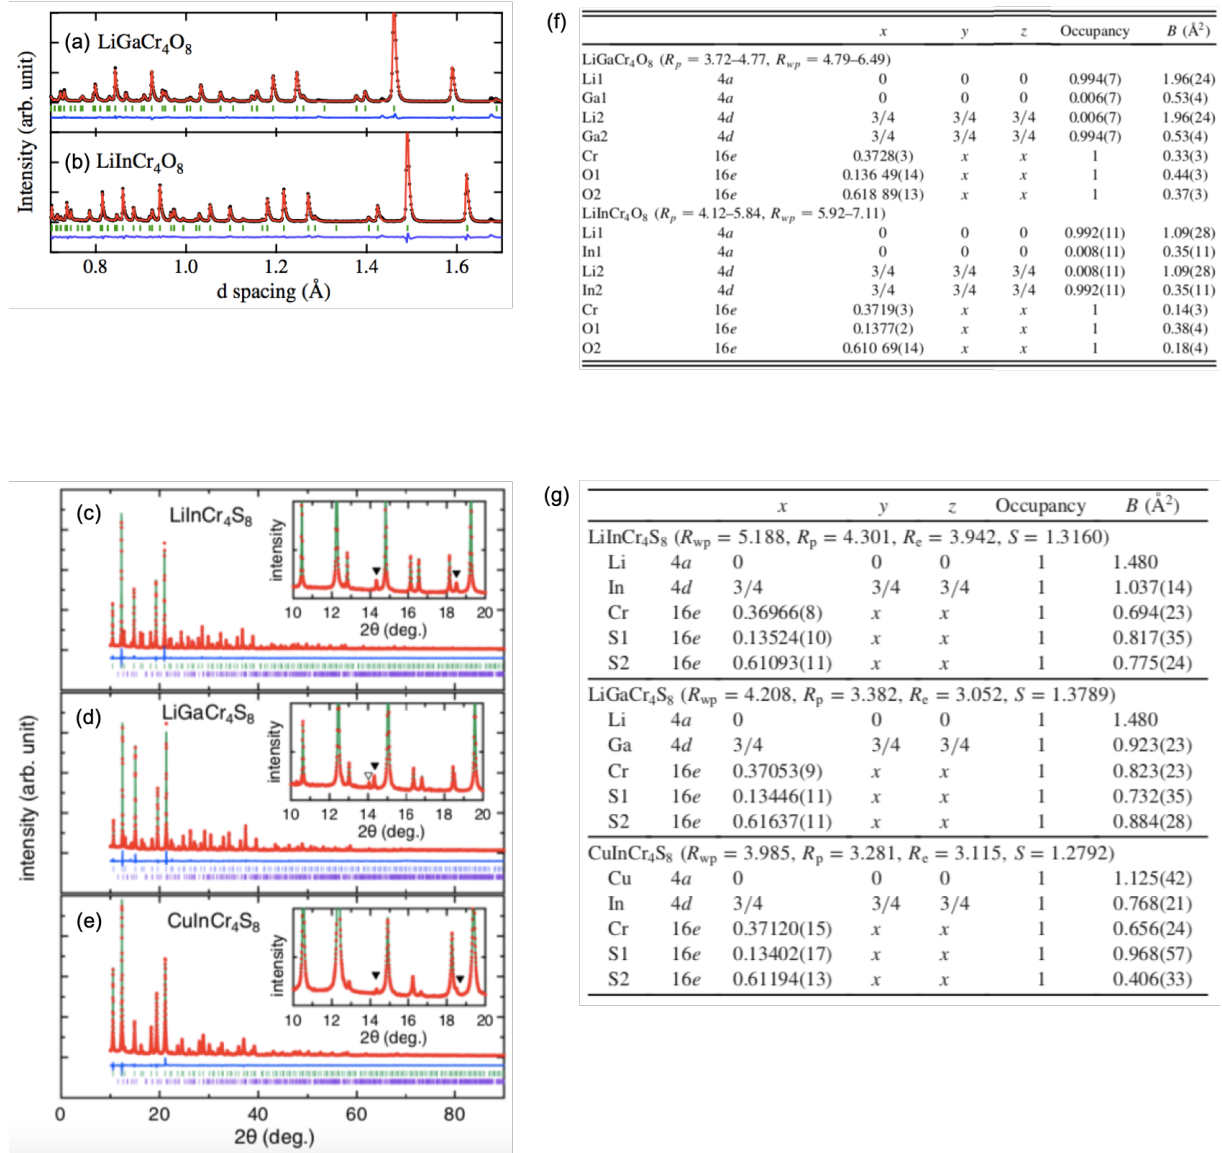 (a) LiGaCr4O8
(b) LiInCr4O8
Intensity (arb. unit)
0.8 1.0 1.2 1.4 1.6
d spacing (Å)
(f)
x y z Occupancy B (Å²)
LiGaCr4O8 (Rp = 3.72–4.77, Rwp = 4.79–6.49)
Li1 4a 0 0 0 0.994(7) 1.96(24)
Ga1 4a 0 0 0 0.006(7) 0.53(4)
Li2 4d 3/4 3/4 3/4 0.006(7) 1.96(24)
Ga2 4d 3/4 3/4 3/4 0.994(7) 0.53(4)
Cr 16e 0.3728(3) x x 1 0.33(3)
O1 16e 0.136 49(14) x x 1 0.44(3)
O2 16e 0.618 89(13) x x 1 0.37(3)
LiInCr4O8 (Rp = 4.12–5.84, Rwp = 5.92–7.11)
Li1 4a 0 0 0 0.992(11) 1.09(28)
In1 4a 0 0 0 0.008(11) 0.35(11)
Li2 4d 3/4 3/4 3/4 0.008(11) 1.09(28)
In2 4d 3/4 3/4 3/4 0.992(11) 0.35(11)
Cr 16e 0.3719(3) x x 1 0.14(3)
O1 16e 0.1377(2) x x 1 0.38(4)
O2 16e 0.610 69(14) x x 1 0.18(4)
(c) LiInCr4S8
intensity
10 12 14 16 18 20
2θ (deg.)
(d) LiGaCr4S8
intensity
10 12 14 16 18 20
2θ (deg.)
(e) CuInCr4S8
intensity
10 12 14 16 18 20
2θ (deg.)
intensity (arb. unit)
0 20 40 60 80
2θ (deg.)
(g)
x y z Occupancy B (Å²)
LiInCr4S8 (Rwp = 5.188, Rp = 4.301, Re = 3.942, S = 1.3160)
Li 4a 0 0 0 1 1.480
In 4d 3/4 3/4 3/4 1 1.037(14)
Cr 16e 0.36966(8) x x 1 0.694(23)
S1 16e 0.13524(10) x x 1 0.817(35)
S2 16e 0.61093(11) x x 1 0.775(24)
LiGaCr4S8 (Rwp = 4.208, Rp = 3.382, Re = 3.052, S = 1.3789)
Li 4a 0 0 0 1 1.480
Ga 4d 3/4 3/4 3/4 1 0.923(23)
Cr 16e 0.37053(9) x x 1 0.823(23)
S1 16e 0.13446(11) x x 1 0.732(35)
S2 16e 0.61637(11) x x 1 0.884(28)
CuInCr4S8 (Rwp = 3.985, Rp = 3.281, Re = 3.115, S = 1.2792)
Cu 4a 0 0 0 1 1.125(42)
In 4d 3/4 3/4 3/4 1 0.768(21)
Cr 16e 0.37120(15) x x 1 0.656(24)
S1 16e 0.13402(17) x x 1 0.968(57)
S2 16e 0.61194(13) x x 1 0.406(33)